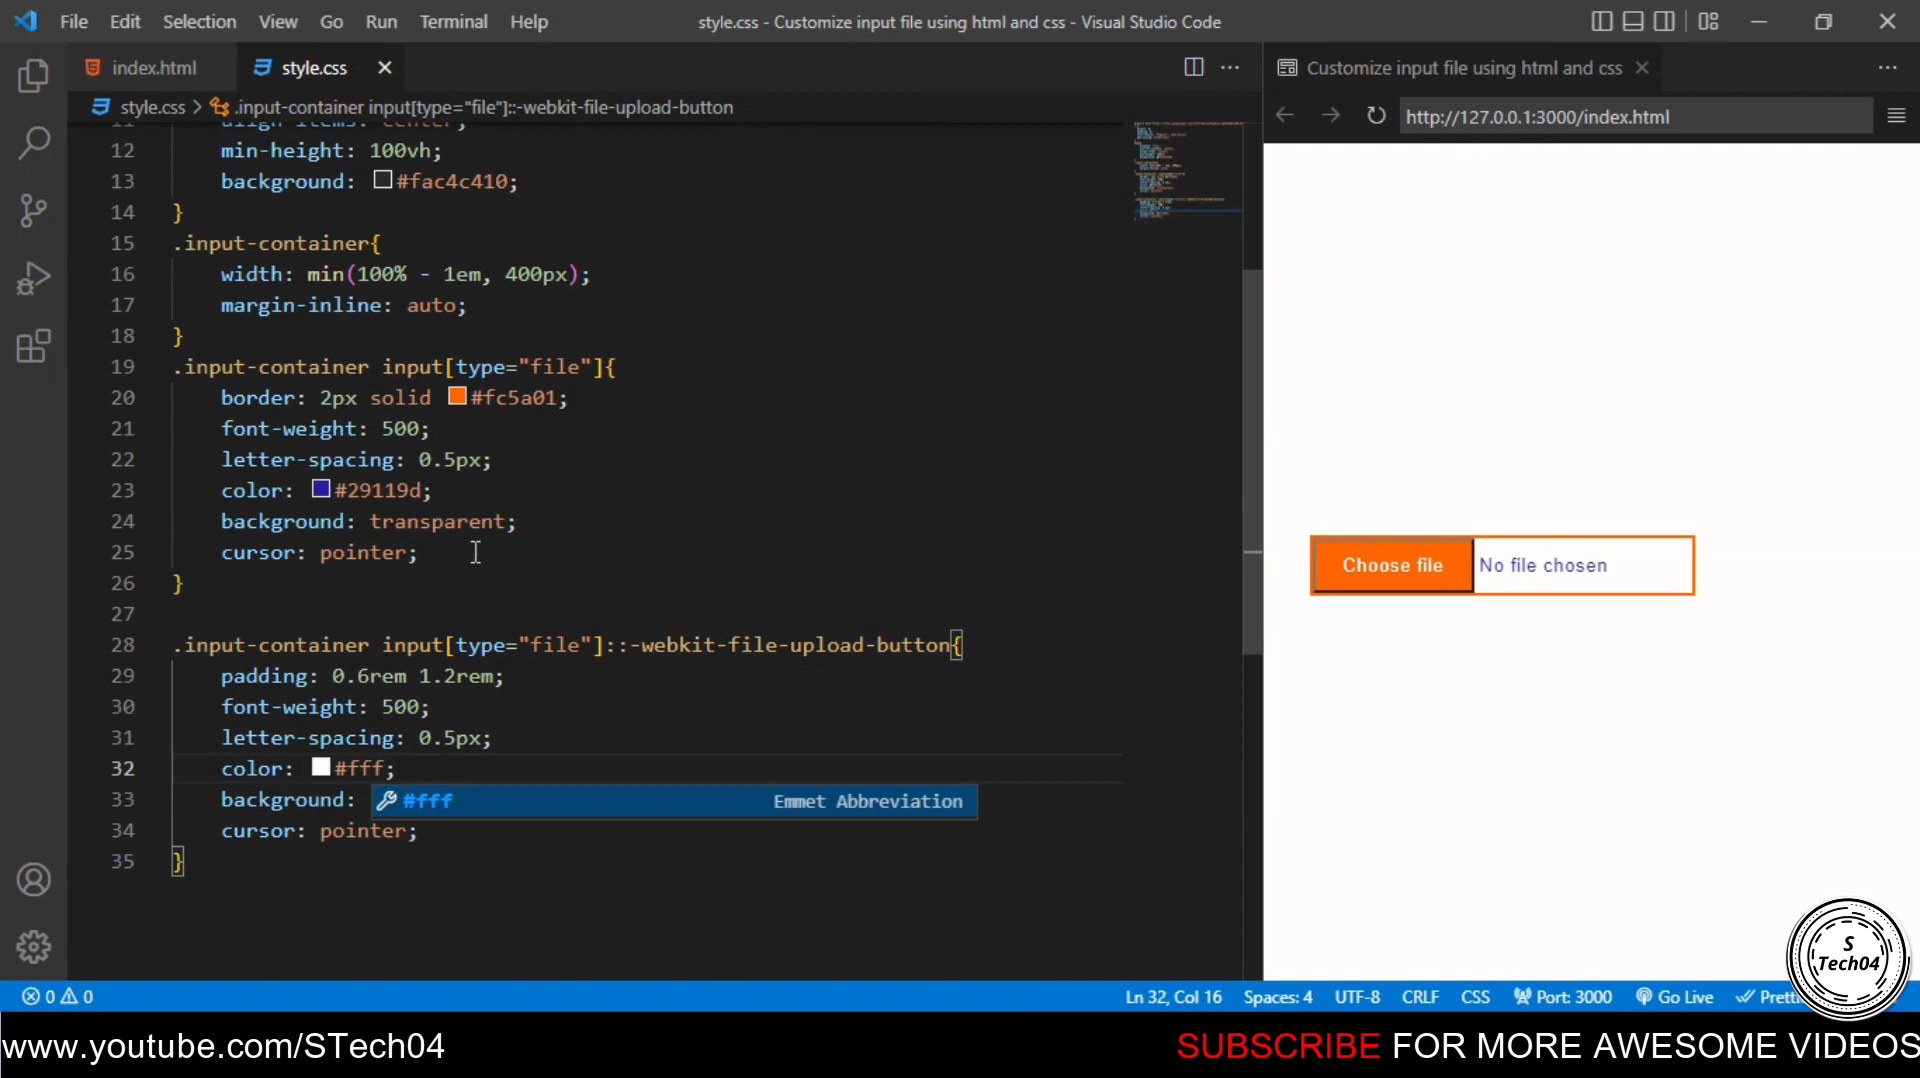 File Edit Selection View Go Run Terminal Help
style.css - Customize input file using html and css - Visual Studio Code
index.html
style.css
Customize input file using html and css
style.css > .input-container input[type="file"]::-webkit-file-upload-button
http://127.0.0.1:3000/index.html
align-items: center;
12 min-height: 100vh;
13 background: #fac4c410;
14 }
15 .input-container{
16 width: min(100% - 1em, 400px);
17 margin-inline: auto;
18 }
19 .input-container input[type="file"]{
20 border: 2px solid #fc5a01;
21 font-weight: 500;
22 letter-spacing: 0.5px;
23 color: #29119d;
24 background: transparent;
25 cursor: pointer;
26 }
27
28 .input-container input[type="file"]::-webkit-file-upload-button{
29 padding: 0.6rem 1.2rem;
30 font-weight: 500;
31 letter-spacing: 0.5px;
32 color: #fff;
33 background:
#fff Emmet Abbreviation
34 cursor: pointer;
35 }
Choose file No file chosen
S
Tech04
0 0
Ln 32, Col 16 Spaces: 4 UTF-8 CRLF CSS Port: 3000 Go Live
www.youtube.com/STech04
SUBSCRIBE FOR MORE AWESOME VIDEOS